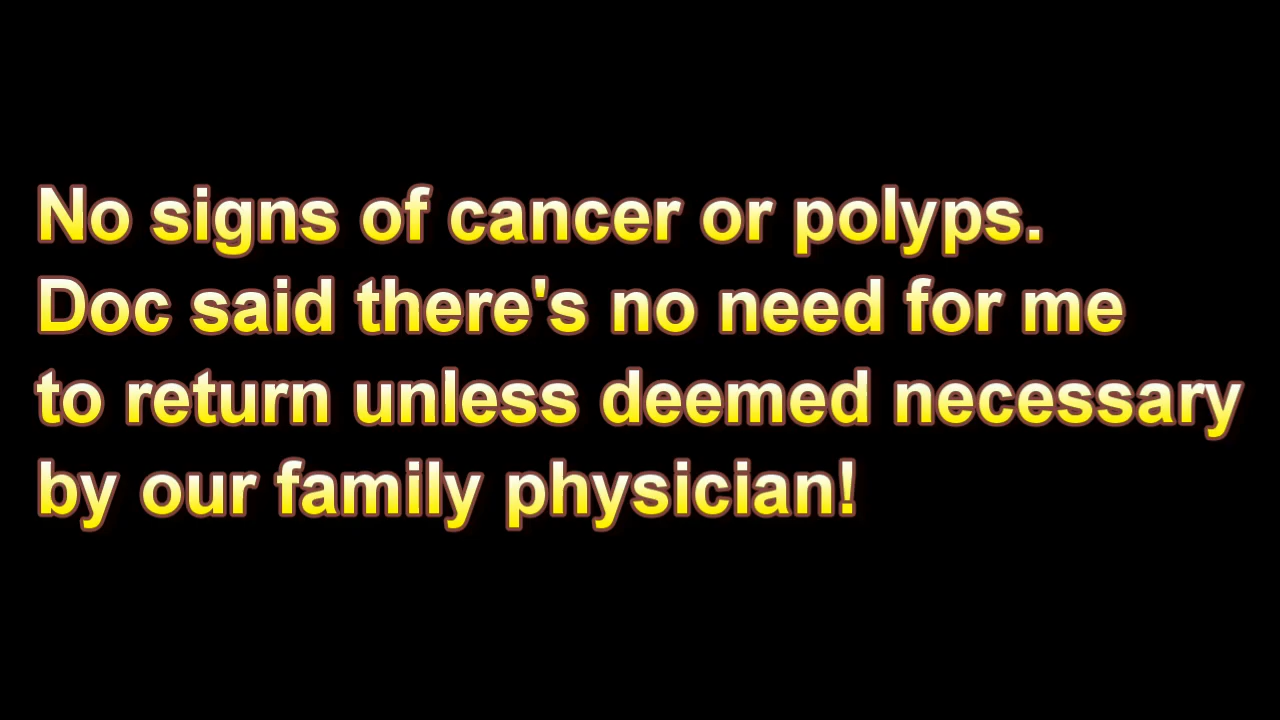 No signs of cancer or polyps.
Doc said there's no need for me
to return unless deemed necessary
by our family physician!